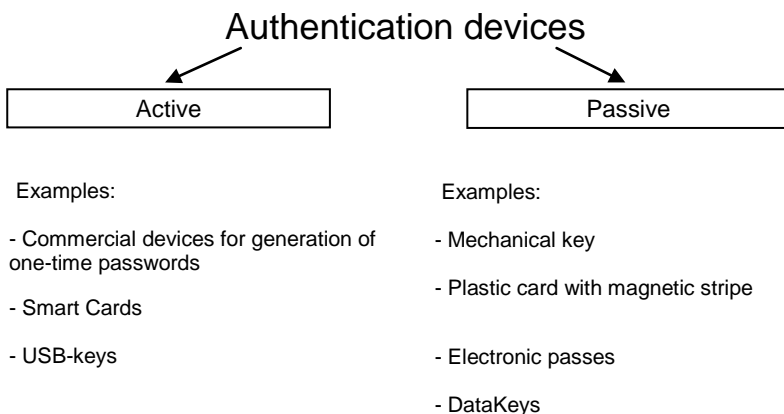 Authentication devices
Active
Passive
Examples:
- Commercial devices for generation of
one-time passwords
- Smart Cards
- USB-keys
Examples:
- Mechanical key
- Plastic card with magnetic stripe
- Electronic passes
- DataKeys